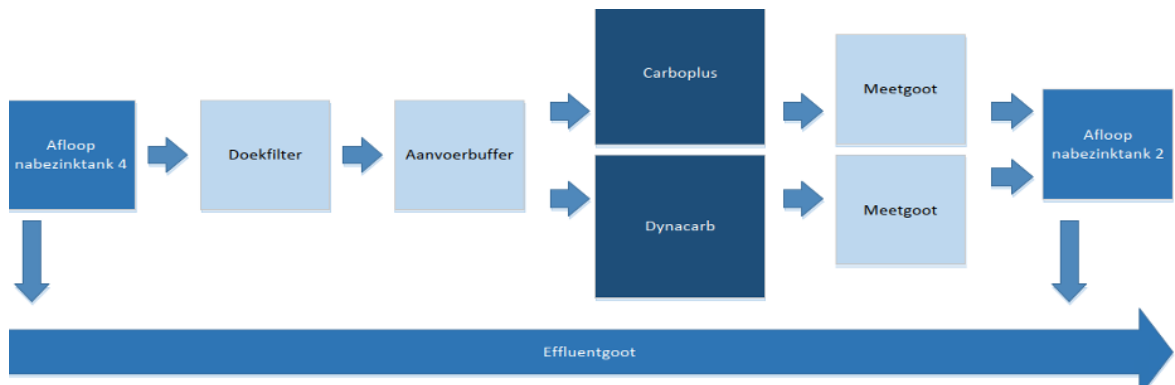 Afloop
nabezinktank 4
Doekfilter
Aanvoerbuffer
Carboplus
Dynacarb
Meetgoot
Meetgoot
Afloop
nabezinktank 2
Effluentgoot